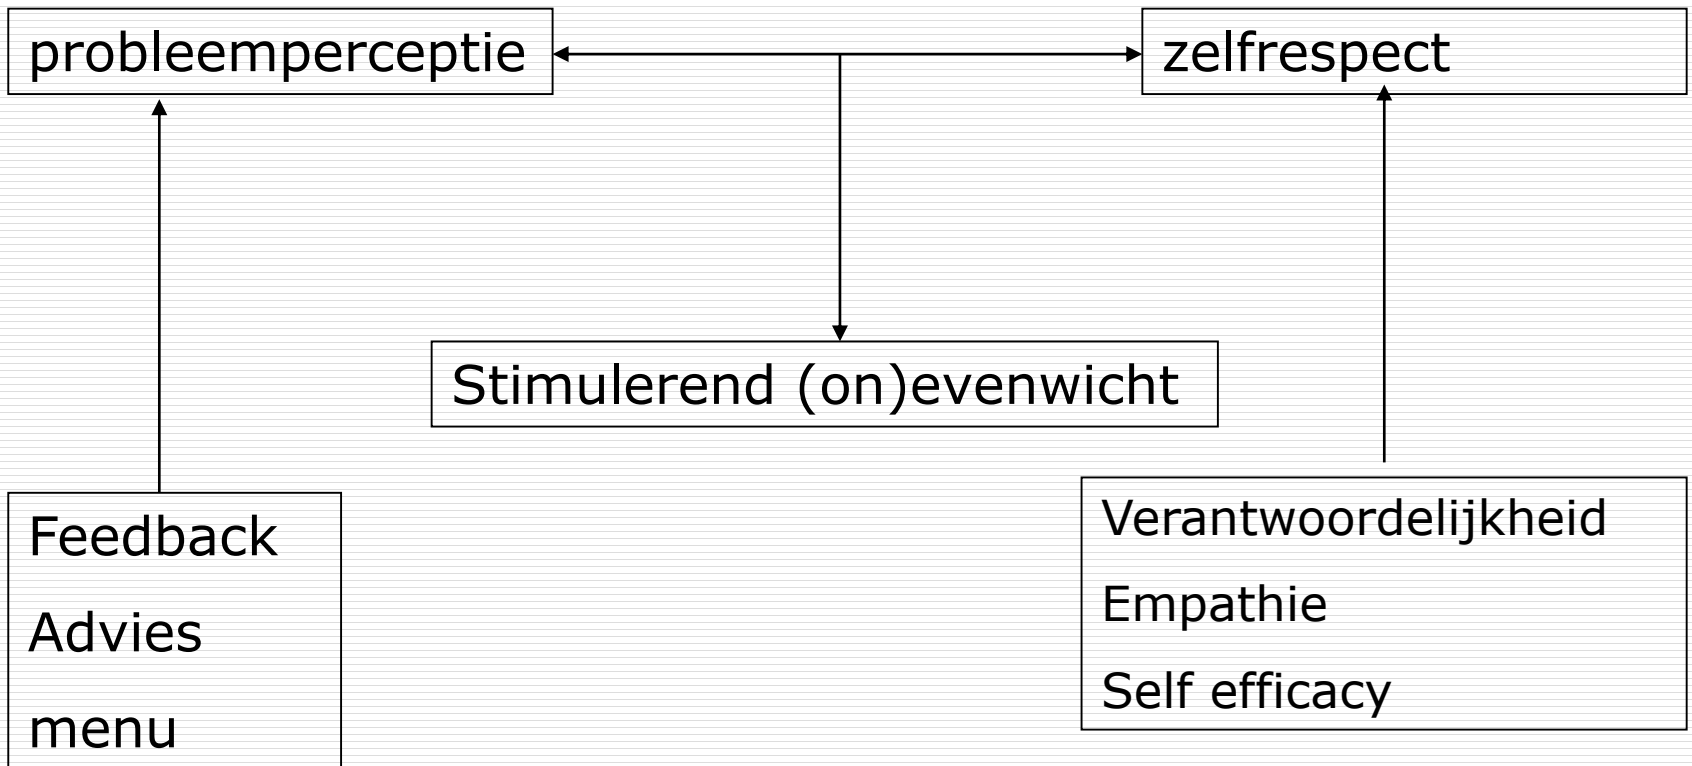 probleemperceptie
zelfrespect
Stimulerend (on)evenwicht
Feedback
Advies
menu
Verantwoordelijkheid
Empathie
Self efficacy